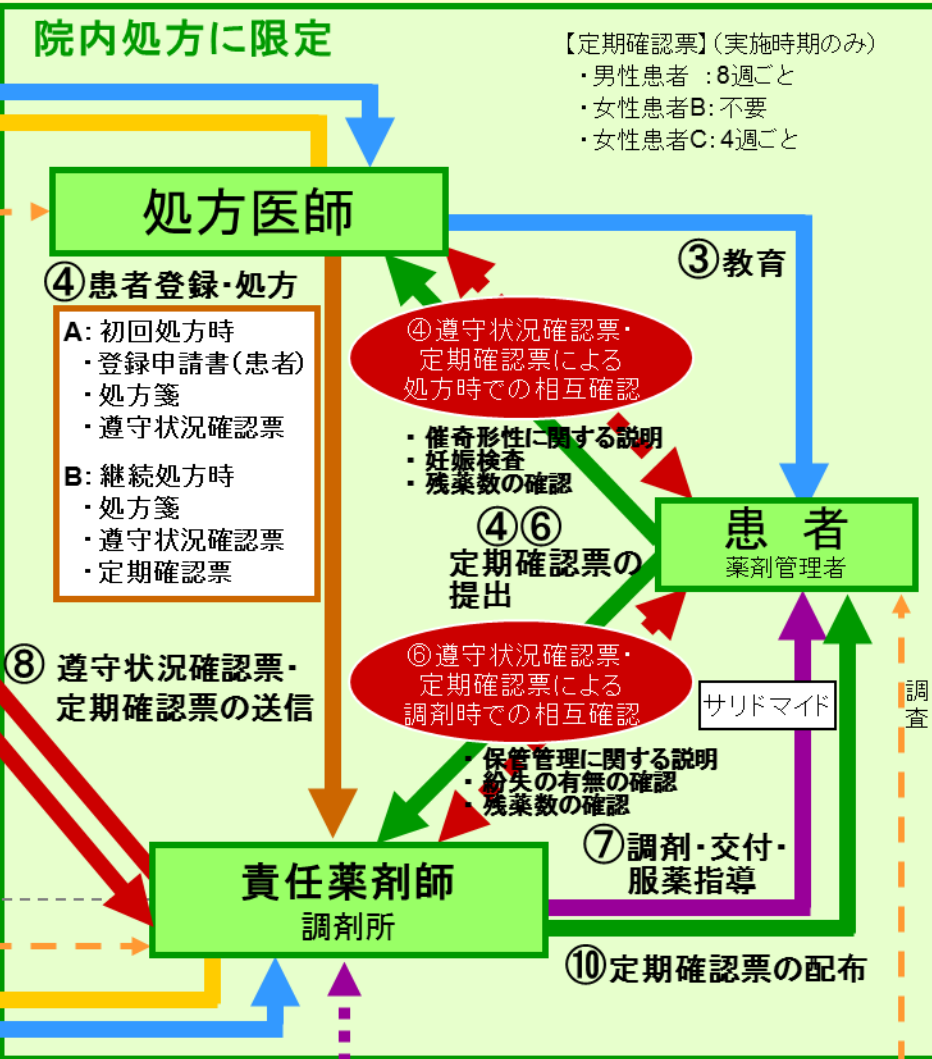 院内処方に限定
【定期確認票】(実施時期のみ)
・男性患者 :8週ごと
・女性患者B:不要
・女性患者C:4週ごと
処方医師
③教育
④患者登録・処方
A:初回処方時
・登録申請書(患者)
・処方箋
・遵守状況確認票
B:継続処方時
・処方箋
・遵守状況確認票
・定期確認票
④遵守状況確認票・
定期確認票による
処方時での相互確認
・催奇形性に関する説明
・妊娠検査
・残薬数の確認
④⑥
定期確認票の
提出
患者
薬剤管理者
⑧遵守状況確認票・
定期確認票の送信
⑥遵守状況確認票・
定期確認票による
調剤時での相互確認
サリドマイド
調査
・保管管理に関する説明
・紛失の有無の確認
・残薬数の確認
⑦調剤・交付・
服薬指導
責任薬剤師
調剤所
⑩定期確認票の配布